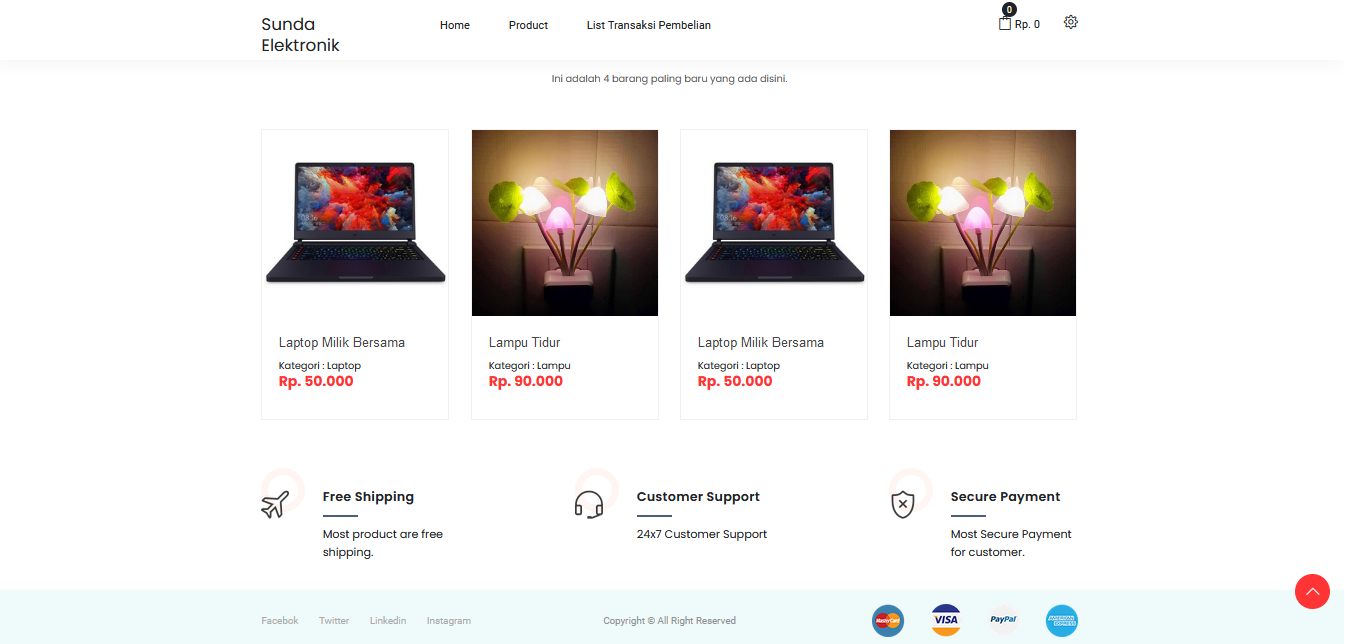 0
Sunda
Elektronik
Home
Product
List Transaksi Pembelian
Rp. 0
Ini adalah 4 barang paling baru yang ada disini.
08:16
08:16
Laptop Milik Bersama
Lampu Tidur
Laptop Milik Bersama
Lampu Tidur
Kategori : Laptop
Kategori : Lampu
Kategori : Laptop
Kategori : Lampu
Rp. 50.000
Rp. 90.000
Rp. 50.000
Rp. 90.000
Free Shipping
Customer Support
Secure Payment
Most product are free
24x7 Customer Support
Most Secure Payment
shipping.
for customer.
Facebok
Twitter
Linkedin
Instagram
Copyright © All Right Reserved
MasterCard
VISA
PayPal
AMERICAN
EXPRESS